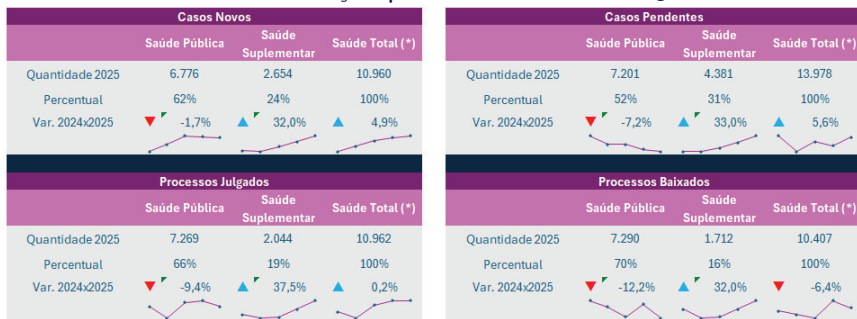 Casos Novos
Saúde Pública Saúde Suplementar Saúde Total (*)
Quantidade 2025 6.776 2.654 10.960
Percentual 62% 24% 100%
Var. 2024x2025 -1,7% 32,0% 4,9%
Casos Pendentes
Saúde Pública Saúde Suplementar Saúde Total (*)
Quantidade 2025 7.201 4.381 13.978
Percentual 52% 31% 100%
Var. 2024x2025 -7,2% 33,0% 5,6%
Processos Julgados
Saúde Pública Saúde Suplementar Saúde Total (*)
Quantidade 2025 7.269 2.044 10.962
Percentual 66% 19% 100%
Var. 2024x2025 -9,4% 37,5% 0,2%
Processos Baixados
Saúde Pública Saúde Suplementar Saúde Total (*)
Quantidade 2025 7.290 1.712 10.407
Percentual 70% 16% 100%
Var. 2024x2025 -12,2% 32,0% -6,4%